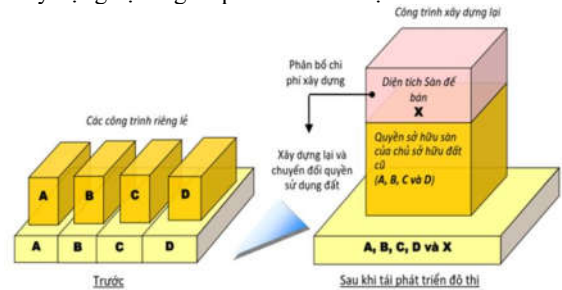 Công trình xây dựng lại
Phân bổ chi
phí xây dựng
Diện tích Sàn để
bán
X
Các công trình riêng lẻ
Quyền sở hữu sàn
của chủ sở hữu đất
cũ
(A, B, C và D)
Xây dựng lại và
chuyển đổi quyền
sử dụng đất
A B C D
A B C D
A, B, C, D và X
Trước
Sau khi tái phát triển đô thị